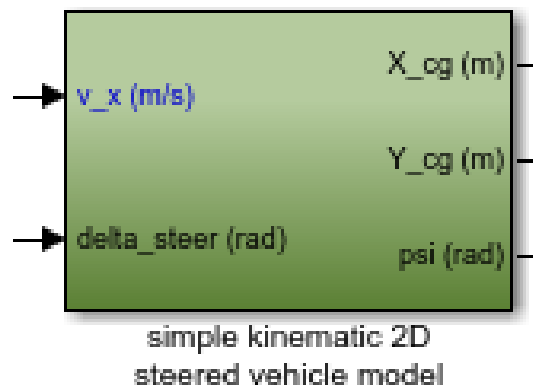 X_cg (m)
v_x (m/s)
Y_cg (m)
delta_steer (rad)
psi (rad)
simple kinematic 2D
steered vehicle model